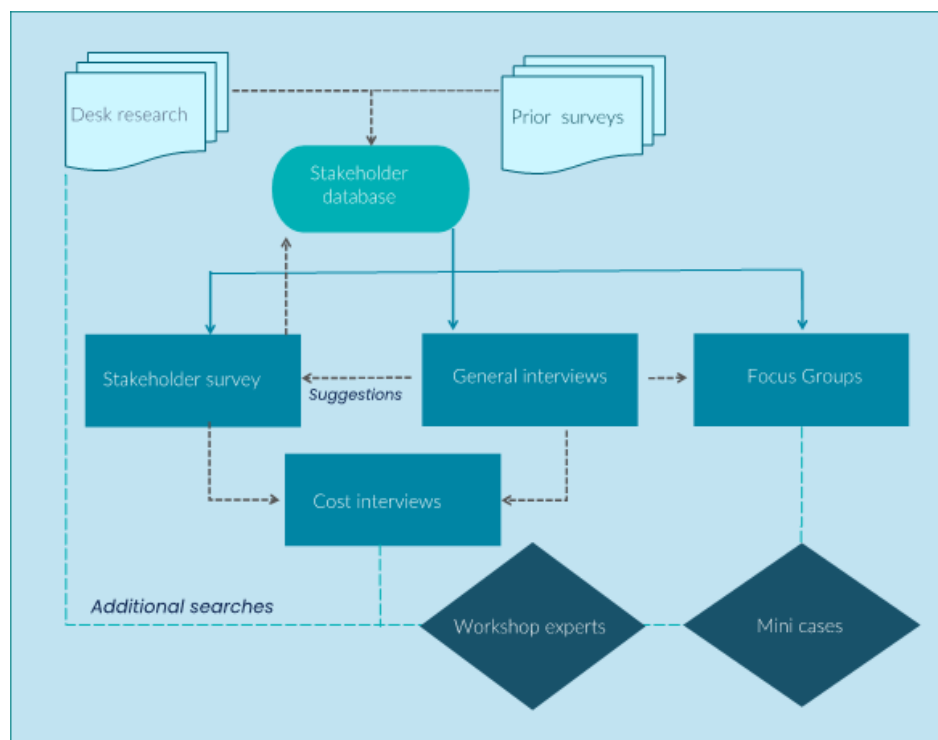 Desk research
Prior surveys
Stakeholder
database
Stakeholder survey
General interviews
Focus Groups
Suggestions
Cost interviews
Additional searches
Workshop experts
Mini cases